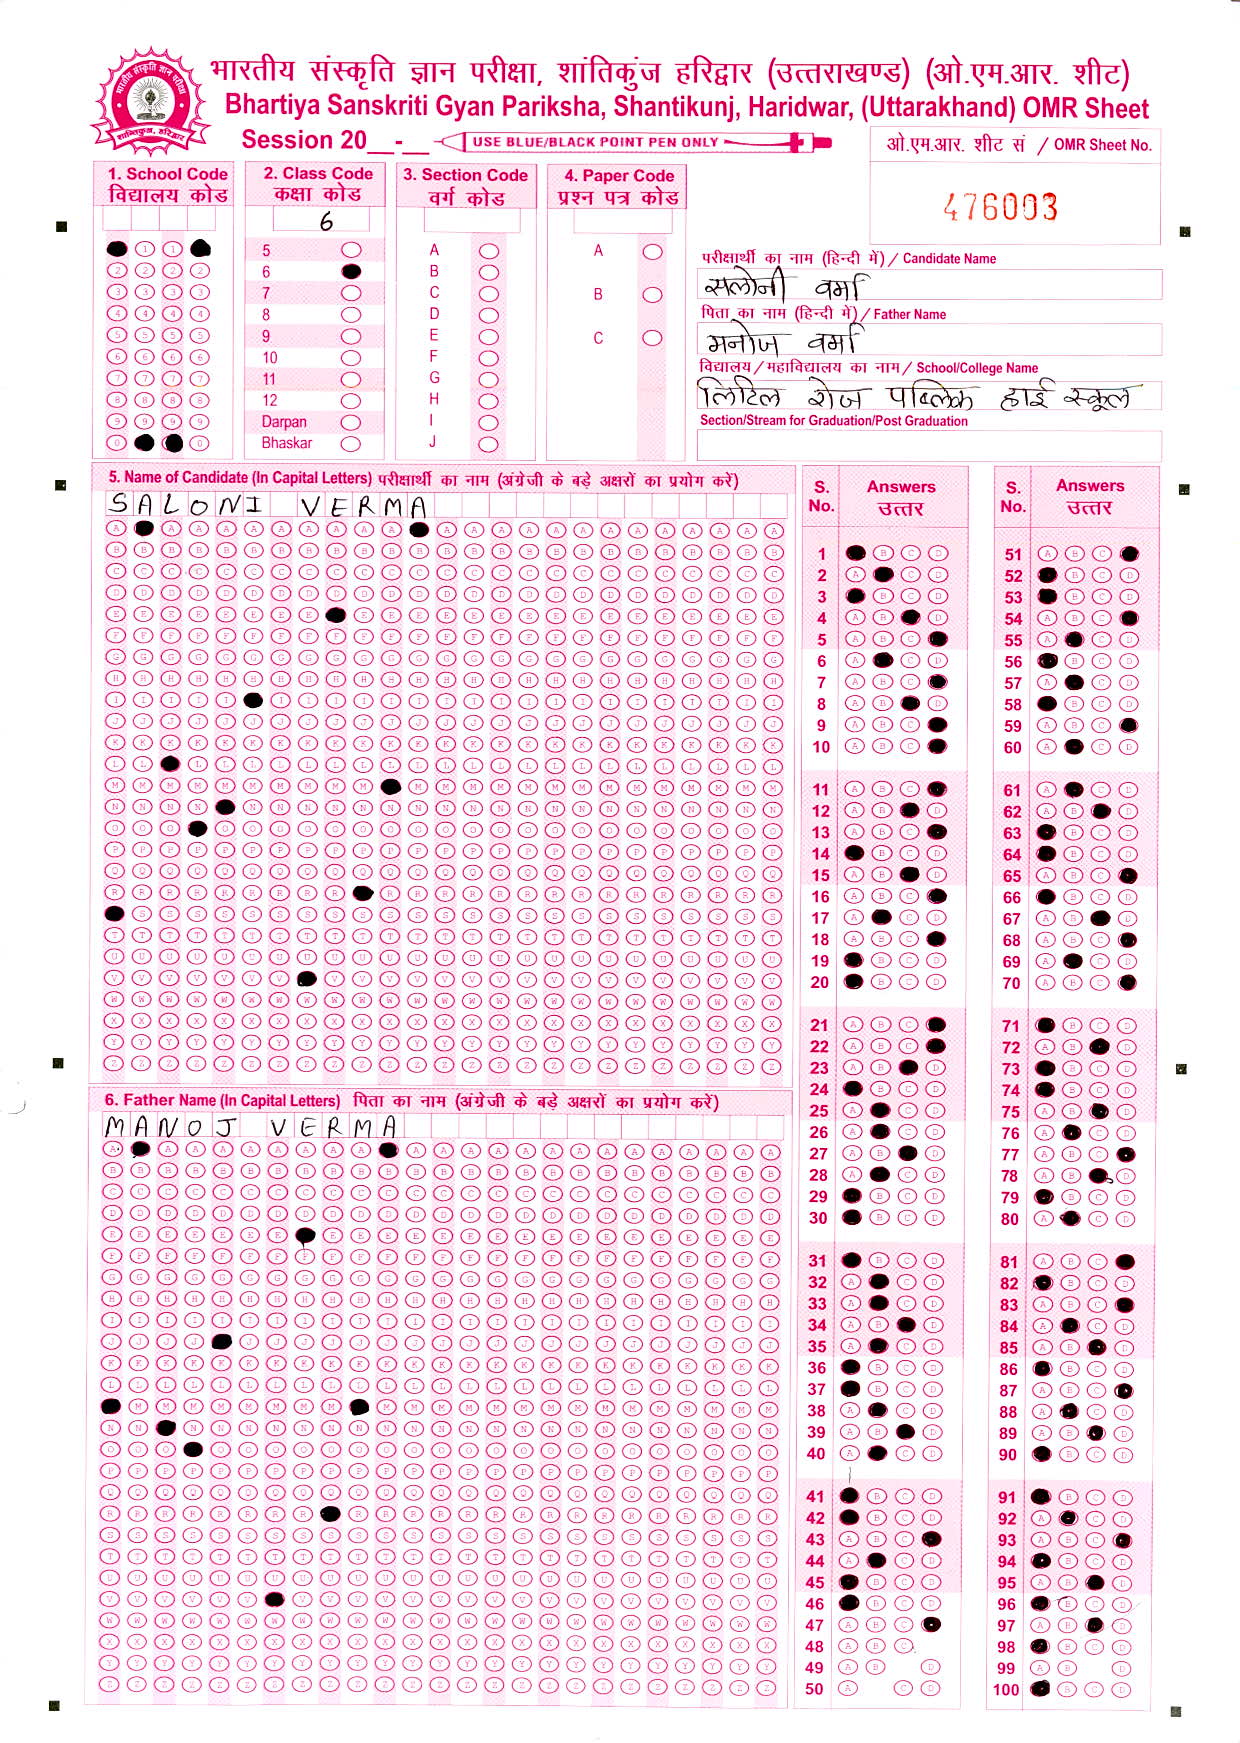 भारतीय संस्कृति ज्ञान परीक्षा, शांतिकुंज हरिद्वार (उत्तराखण्ड) (ओ.एम.आर. शीट)
Bhartiya Sanskriti Gyan Pariksha, Shantikunj, Haridwar, (Uttarakhand) OMR Sheet
Session 20__-__ USE BLUE/BLACK POINT PEN ONLY
ओ.एम.आर. शीट सं / OMR Sheet No.
476003
1. School Code
विद्यालय कोड
2. Class Code
कक्षा कोड
6
5
6
7
8
9
10
11
12
Darpan
Bhaskar
3. Section Code
वर्ग कोड
A
B
C
D
E
F
G
H
I
J
4. Paper Code
प्रश्न पत्र कोड
A
B
C
परीक्षार्थी का नाम (हिन्दी में) / Candidate Name
सलोनी वर्मा
पिता का नाम (हिन्दी में) / Father Name
मनोज वर्मा
विद्यालय / महाविद्यालय का नाम / School/College Name
लिटिल रोज पब्लिक हाई स्कूल
Section/Stream for Graduation/Post Graduation
5. Name of Candidate (In Capital Letters) परीक्षार्थी का नाम (अंग्रेजी के बड़े अक्षरों का प्रयोग करें)
SALONI VERMA
6. Father Name (In Capital Letters) पिता का नाम (अंग्रेजी के बड़े अक्षरों का प्रयोग करें)
MANOJ VERMA
S. No. Answers उत्तर
1
2
3
4
5
6
7
8
9
10
11
12
13
14
15
16
17
18
19
20
21
22
23
24
25
26
27
28
29
30
31
32
33
34
35
36
37
38
39
40
41
42
43
44
45
46
47
48
49
50
S. No. Answers उत्तर
51
52
53
54
55
56
57
58
59
60
61
62
63
64
65
66
67
68
69
70
71
72
73
74
75
76
77
78
79
80
81
82
83
84
85
86
87
88
89
90
91
92
93
94
95
96
97
98
99
100